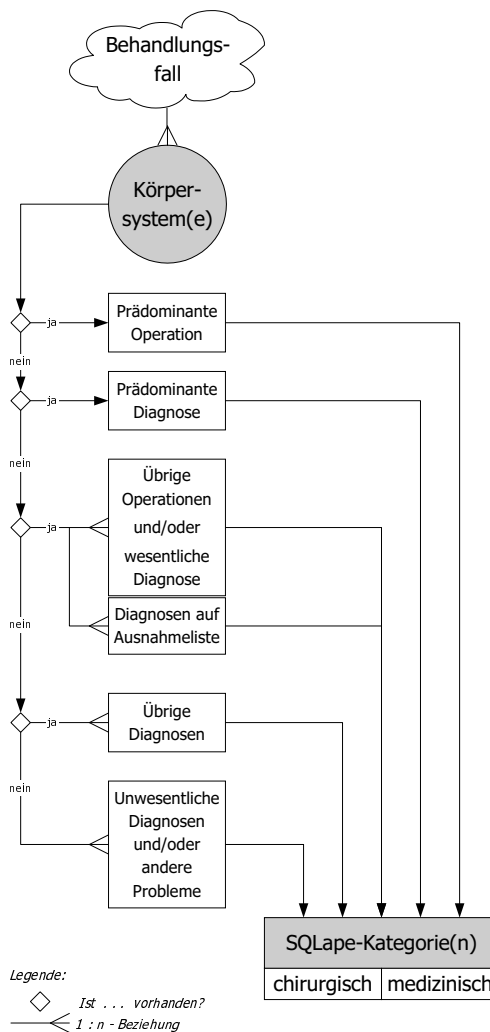 Behandlungs-
fall
Körper-
system(e)
ja
Prädominante
Operation
nein
ja
Prädominante
Diagnose
nein
ja
Übrige
Operationen
und/oder
wesentliche
Diagnose
Diagnosen auf
Ausnahmeliste
nein
ja
Übrige
Diagnosen
nein
Unwesentliche
Diagnosen
und/oder
andere
Probleme
SQLape-Kategorie(n)
chirurgisch medizinisch
Legende:
Ist ... vorhanden?
1 : n - Beziehung